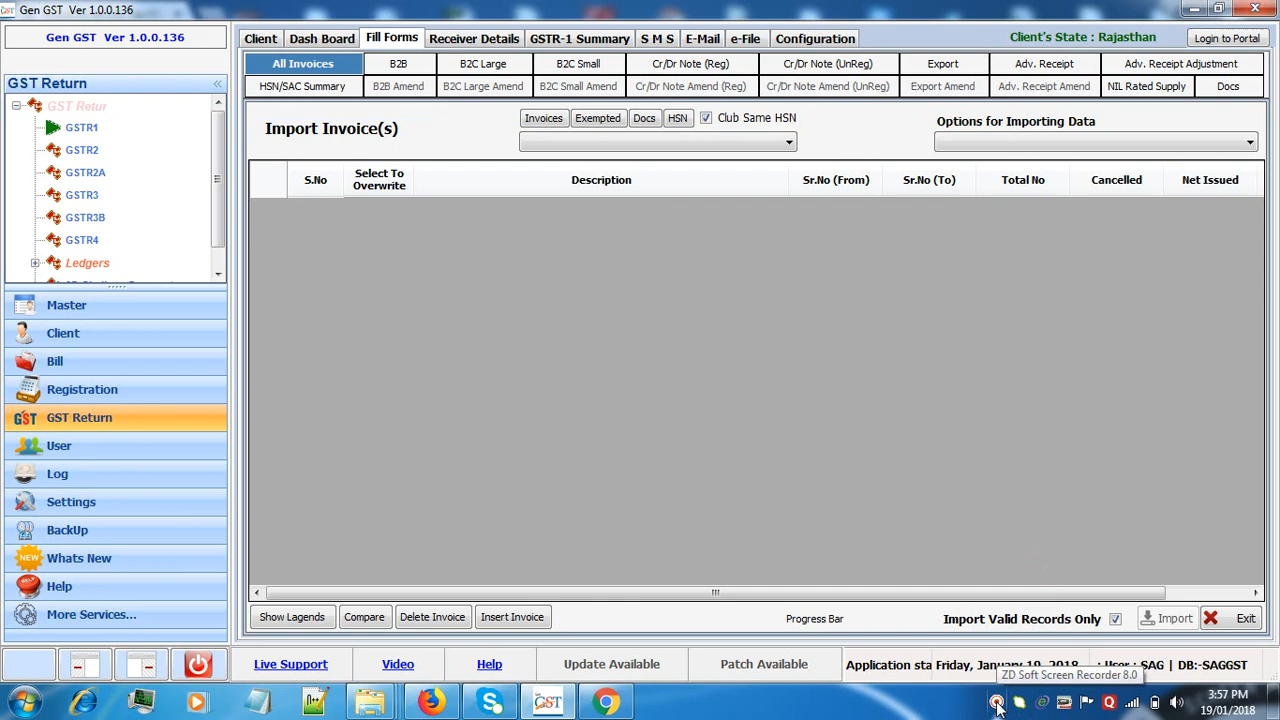 Gen GST Ver 1.0.0.136
Gen GST Ver 1.0.0.136
Client
Dash Board
Fill Forms
Receiver Details
GSTR-1 Summary
S M S
E-Mail
e-File
Configuration
Client's State : Rajasthan
Login to Portal
All Invoices
B2B
B2C Large
B2C Small
Cr/Dr Note (Reg)
Cr/Dr Note (UnReg)
Export
Adv. Receipt
Adv. Receipt Adjustment
HSN/SAC Summary
B2B Amend
B2C Large Amend
B2C Small Amend
Cr/Dr Note Amend (Reg)
Cr/Dr Note Amend (UnReg)
Export Amend
Adv. Receipt Amend
NIL Rated Supply
Docs
GST Return
GST Retur
GSTR1
GSTR2
GSTR2A
GSTR3
GSTR3B
GSTR4
Ledgers
Master
Client
Bill
Registration
GST Return
User
Log
Settings
BackUp
Whats New
Help
More Services...
Import Invoice(s)
Invoices
Exempted
Docs
HSN
Club Same HSN
Options for Importing Data
S.No
Select To
Overwrite
Description
Sr.No (From)
Sr.No (To)
Total No
Cancelled
Net Issued
Show Lagends
Compare
Delete Invoice
Insert Invoice
Progress Bar
Import Valid Records Only
Import
Exit
Live Support
Video
Help
Update Available
Patch Available
Application sta
Friday, January 19, 2018
: User : SAG | DB:-SAGGST
ZD Soft Screen Recorder 8.0
3:57 PM
19/01/2018